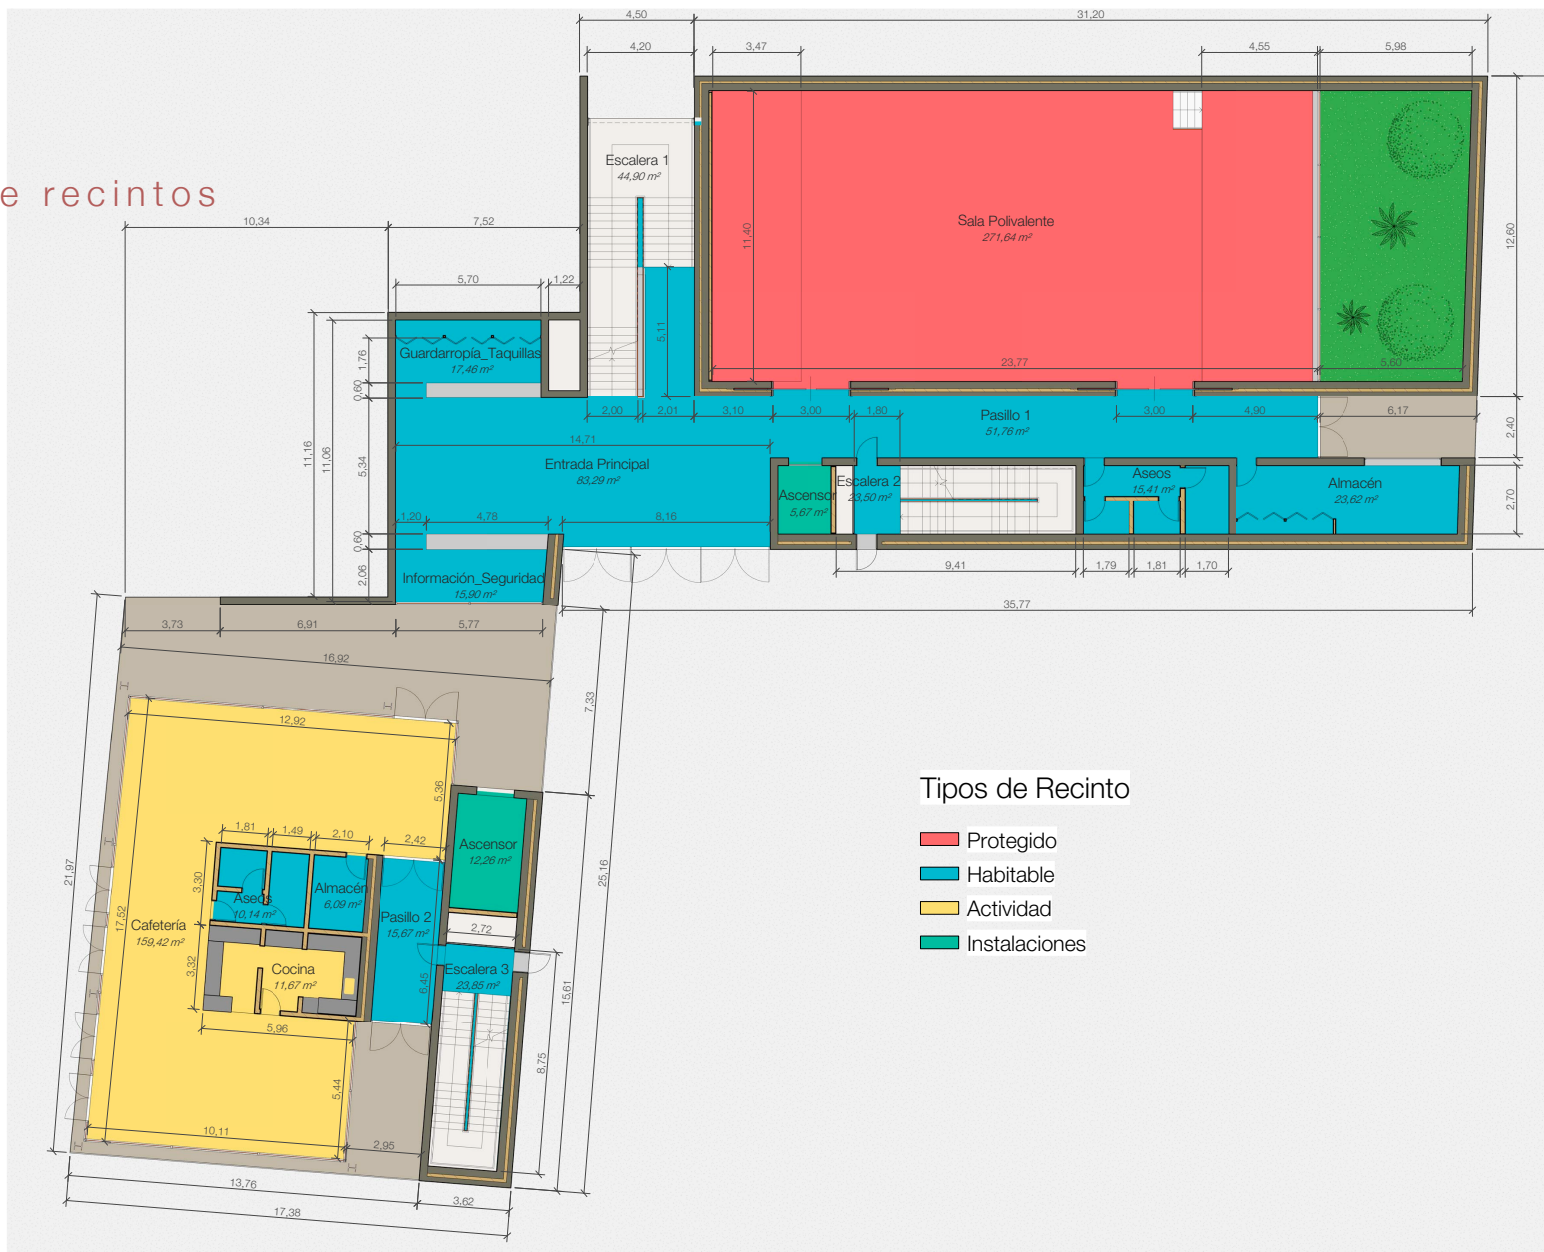 4,50
31,20
4,20
3,47
4,55
5,98
Escalera 1
44,90 m²
e recintos
10,34
7,52
11,40
Sala Polivalente
271,64 m²
12,60
5,70
1,22
5,11
1,76
Guardarropía_Taquillas
17,46 m²
23,77
5,60
0,60
2,00
2,01
3,10
3,00
1,80
Pasillo 1
51,76 m²
3,00
4,90
6,17
2,40
14,71
11,16
11,06
5,34
Entrada Principal
83,29 m²
Ascensor
5,67 m²
Escalera 2
23,50 m²
Aseos
15,41 m²
Almacén
23,62 m²
2,70
1,20
4,78
8,16
0,60
2,06
Información_Seguridad
15,90 m²
9,41
1,79
1,81
1,70
35,77
3,73
6,91
5,77
16,92
7,33
12,92
5,36
Tipos de Recinto
Protegido
Habitable
Actividad
Instalaciones
1,81
1,49
2,10
2,42
Ascensor
12,26 m²
21,97
25,16
3,30
17,52
Aseos
10,14 m²
Almacén
6,09 m²
Cafetería
159,42 m²
Pasillo 2
15,67 m²
2,72
3,32
Cocina
11,67 m²
6,45
Escalera 3
23,85 m²
15,61
5,96
8,75
5,44
10,11
2,95
13,76
3,62
17,38